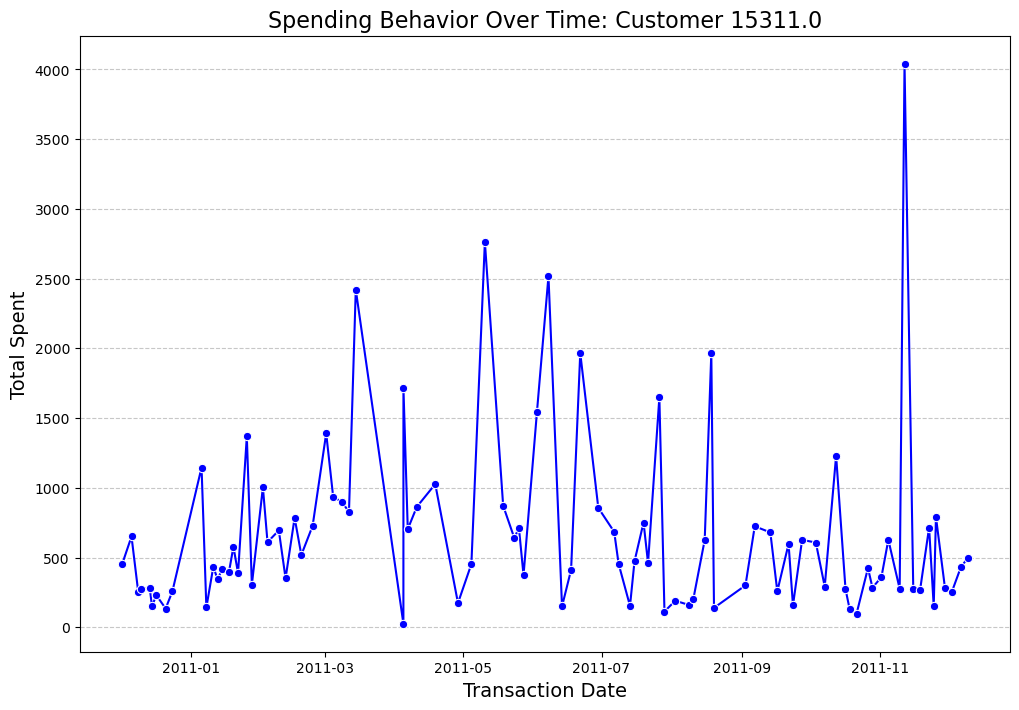 Spending Behavior Over Time: Customer 15311.0
Total Spent
4000
3500
3000
2500
2000
1500
1000
500
0
2011-01 2011-03 2011-05 2011-07 2011-09 2011-11
Transaction Date